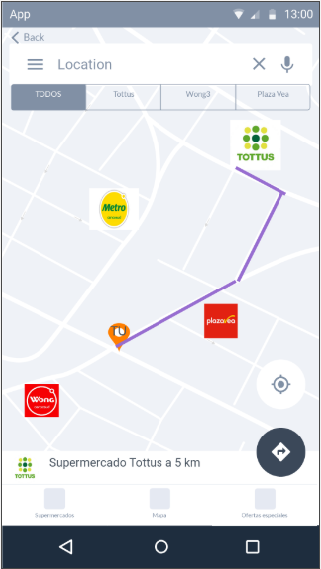 App 13:00
Back
Location
TODOS Tottus Wong3 Plaza Vea
TOTTUS
Metro
plazavea
TU
Wong
TOTTUS
Supermercado Tottus a 5 km
Supermercados Mapa Ofertas especiales